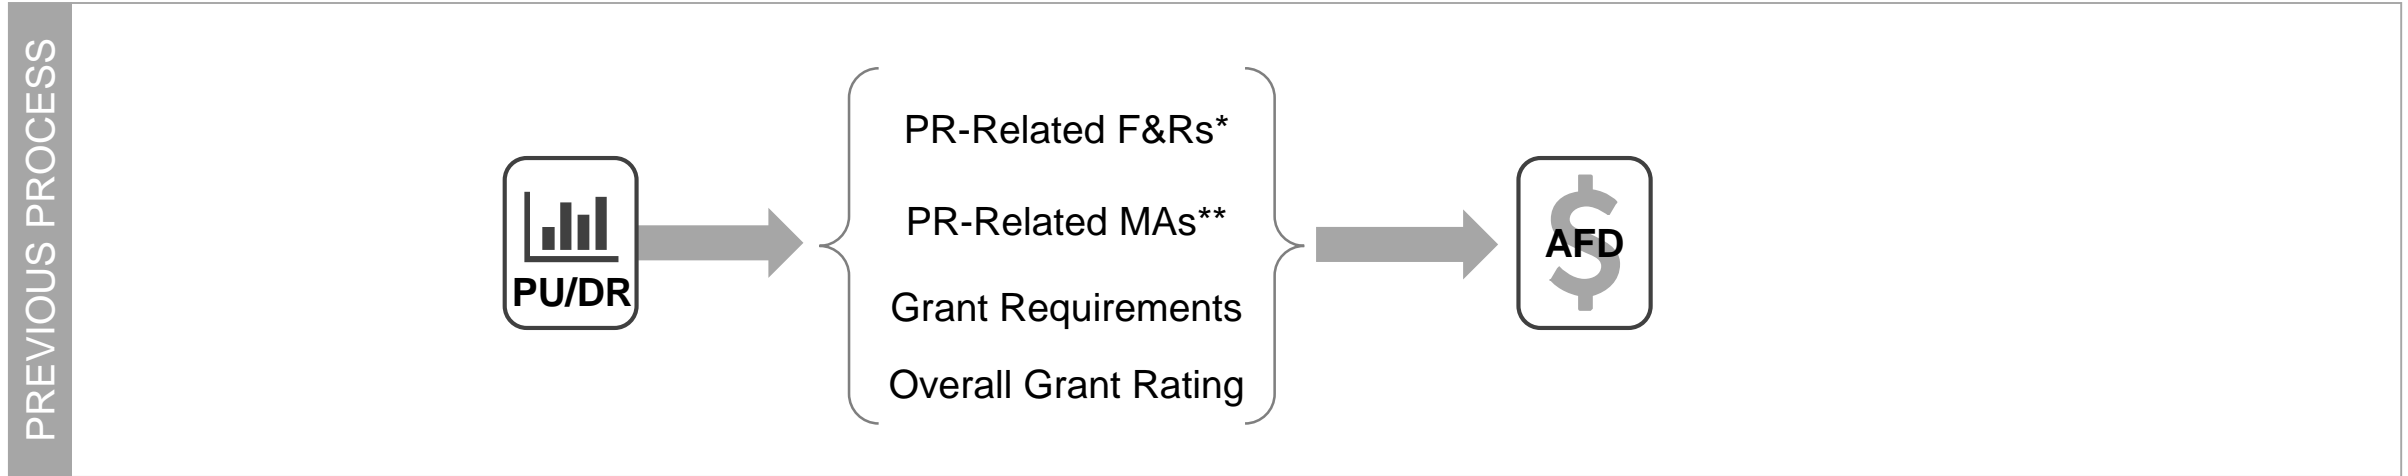 PREVIOUS PROCESS
PU/DR
PR-Related F&Rs*
PR-Related MAs**
Grant Requirements
Overall Grant Rating
$
AFD